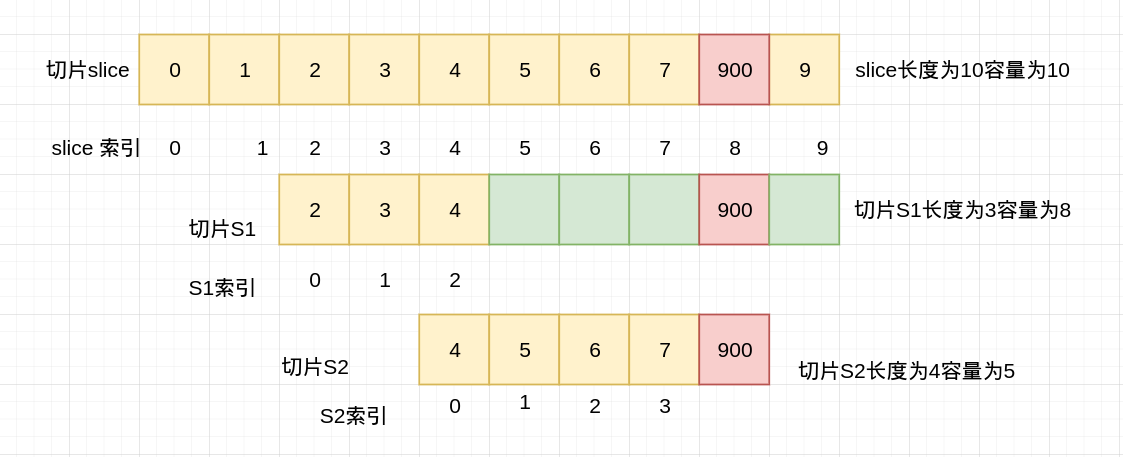 切片slice 0 1 2 3 4 5 6 7 900 9 slice长度为10容量为10
slice 索引 0 1 2 3 4 5 6 7 8 9
切片S1 2 3 4 900 切片S1长度为3容量为8
S1索引 0 1 2
切片S2 4 5 6 7 900 切片S2长度为4容量为5
S2索引 0 1 2 3